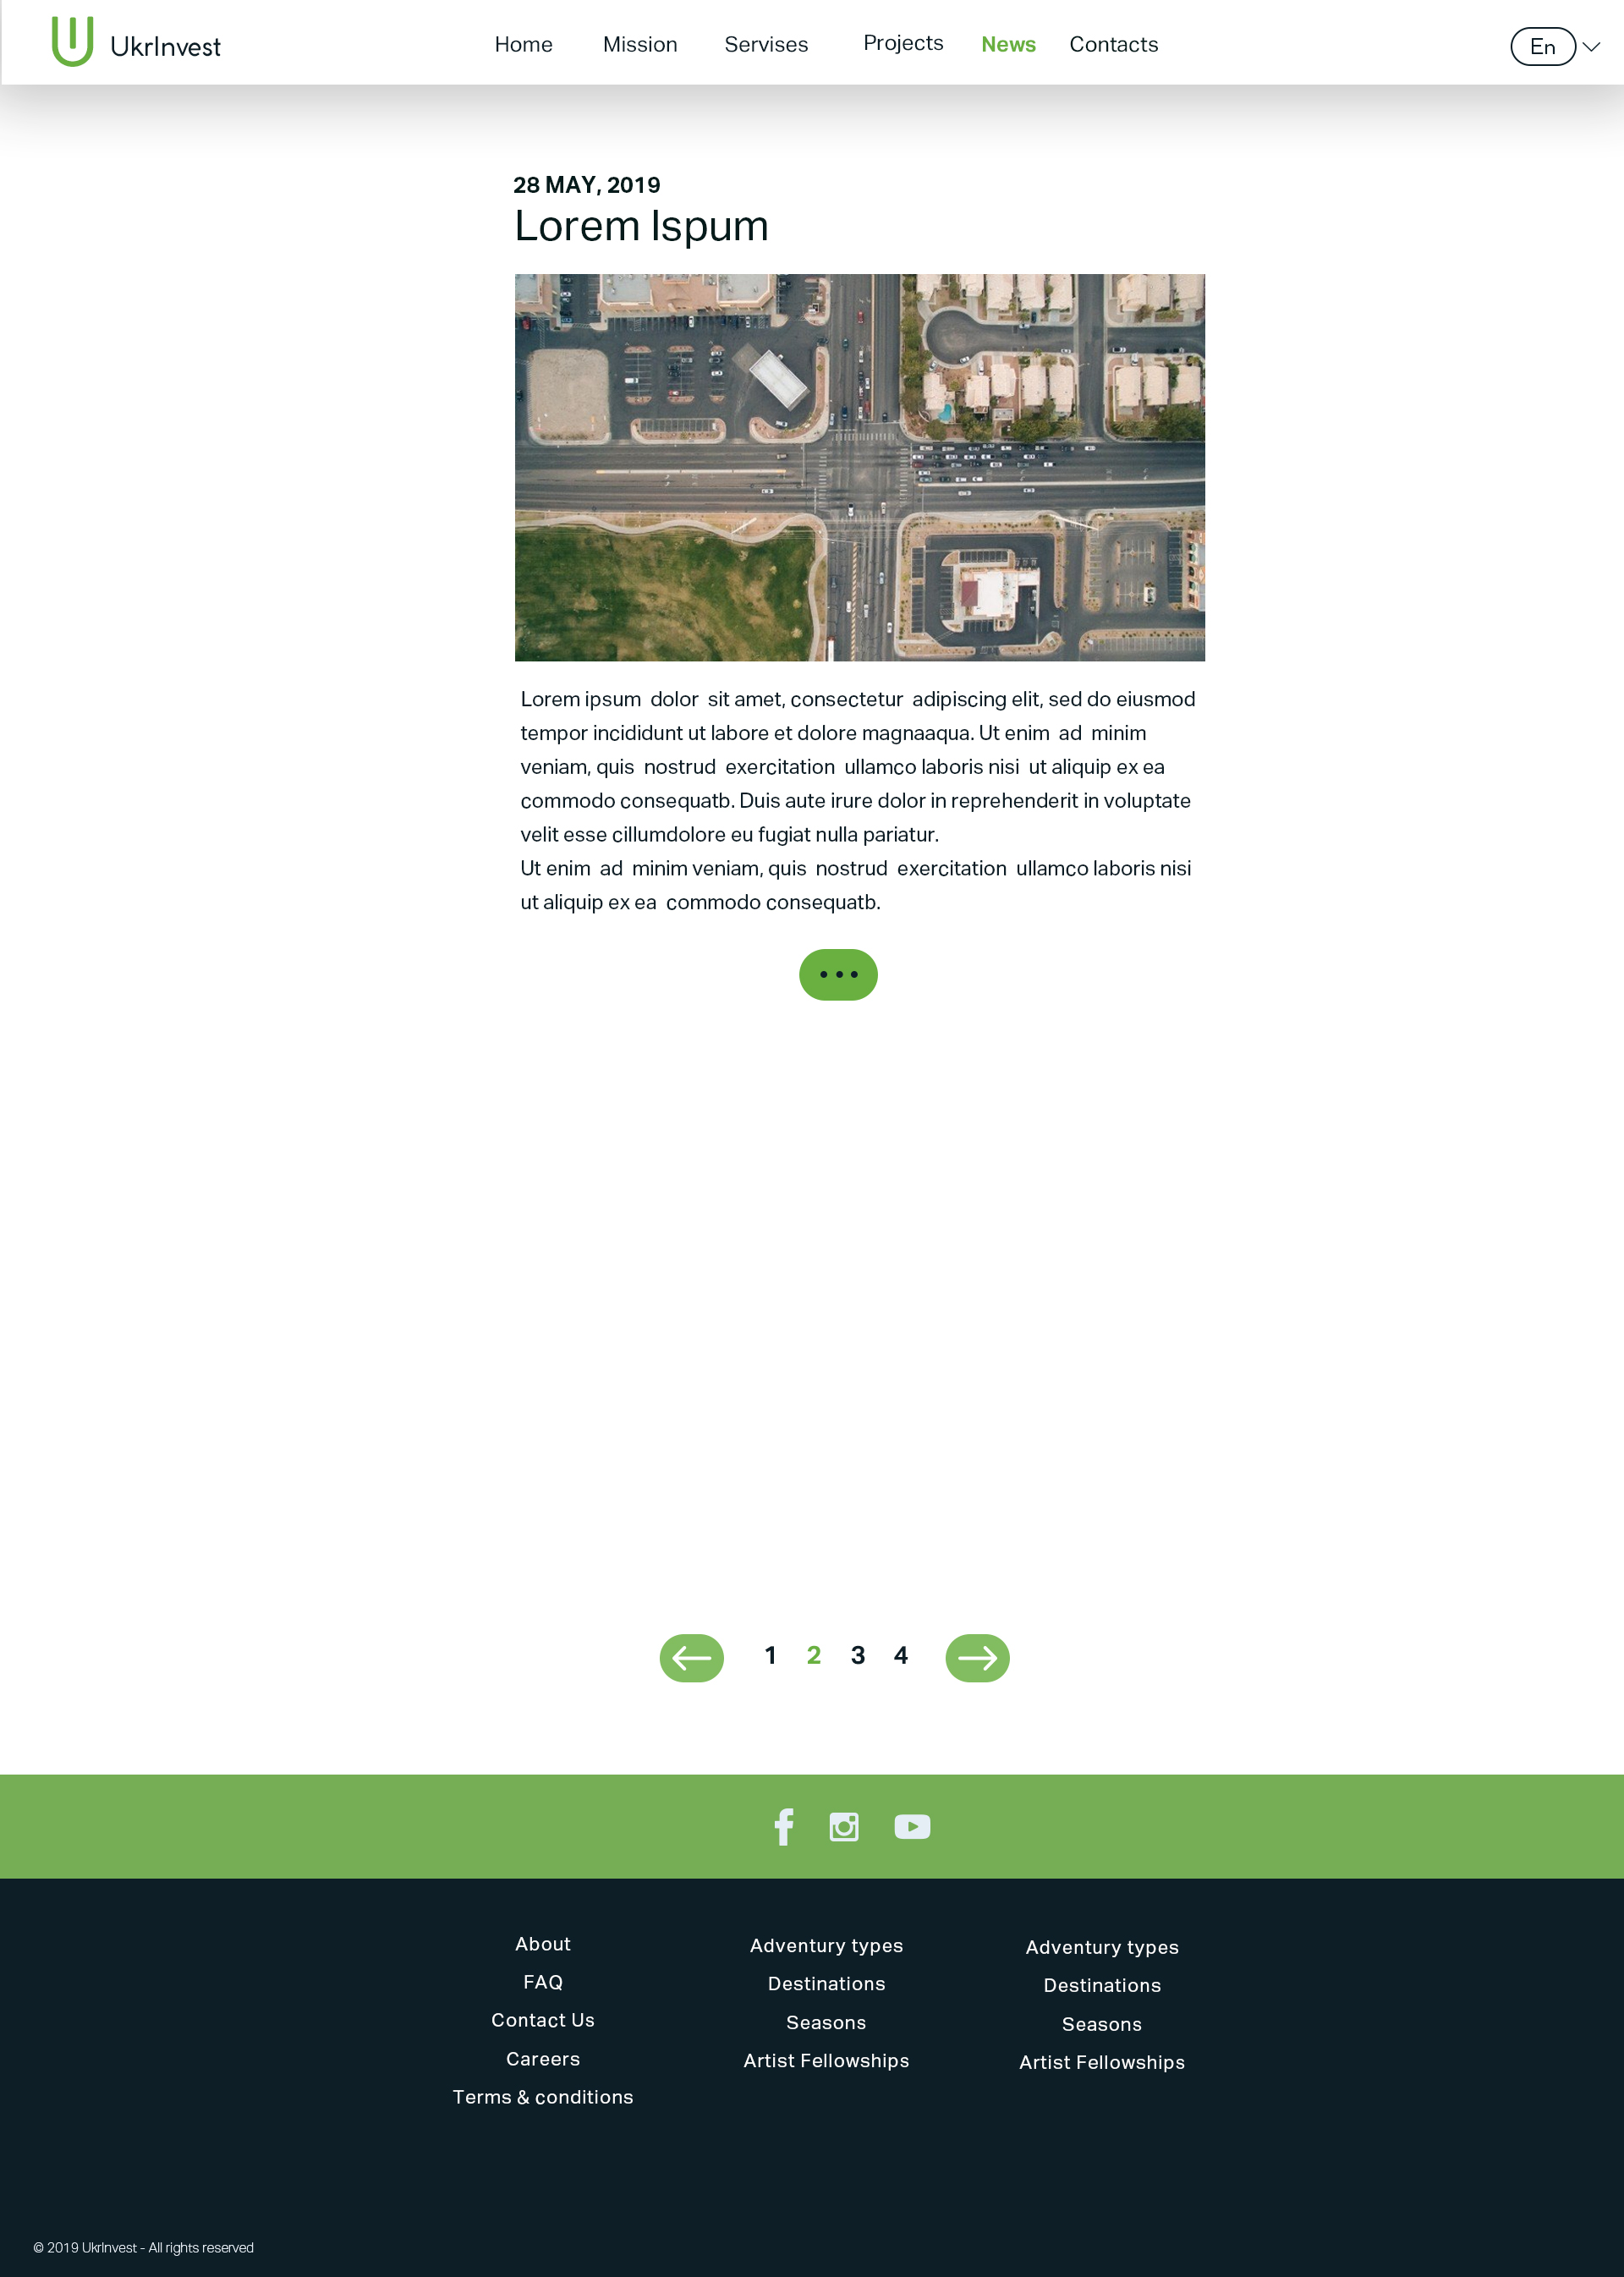 UkrInvest
Home Mission Servises Projects News Contacts
En
28 MAY, 2019
Lorem Ispum
Lorem ipsum dolor sit amet, consectetur adipiscing elit, sed do eiusmod
tempor incididunt ut labore et dolore magnaaqua. Ut enim ad minim
veniam, quis nostrud exercitation ullamco laboris nisi ut aliquip ex ea
commodo consequatb. Duis aute irure dolor in reprehenderit in voluptate
velit esse cillumdolore eu fugiat nulla pariatur.
Ut enim ad minim veniam, quis nostrud exercitation ullamco laboris nisi
ut aliquip ex ea commodo consequatb.
1 2 3 4
About
FAQ
Contact Us
Careers
Terms & conditions
Adventury types
Destinations
Seasons
Artist Fellowships
Adventury types
Destinations
Seasons
Artist Fellowships
© 2019 UkrInvest - All rights reserved